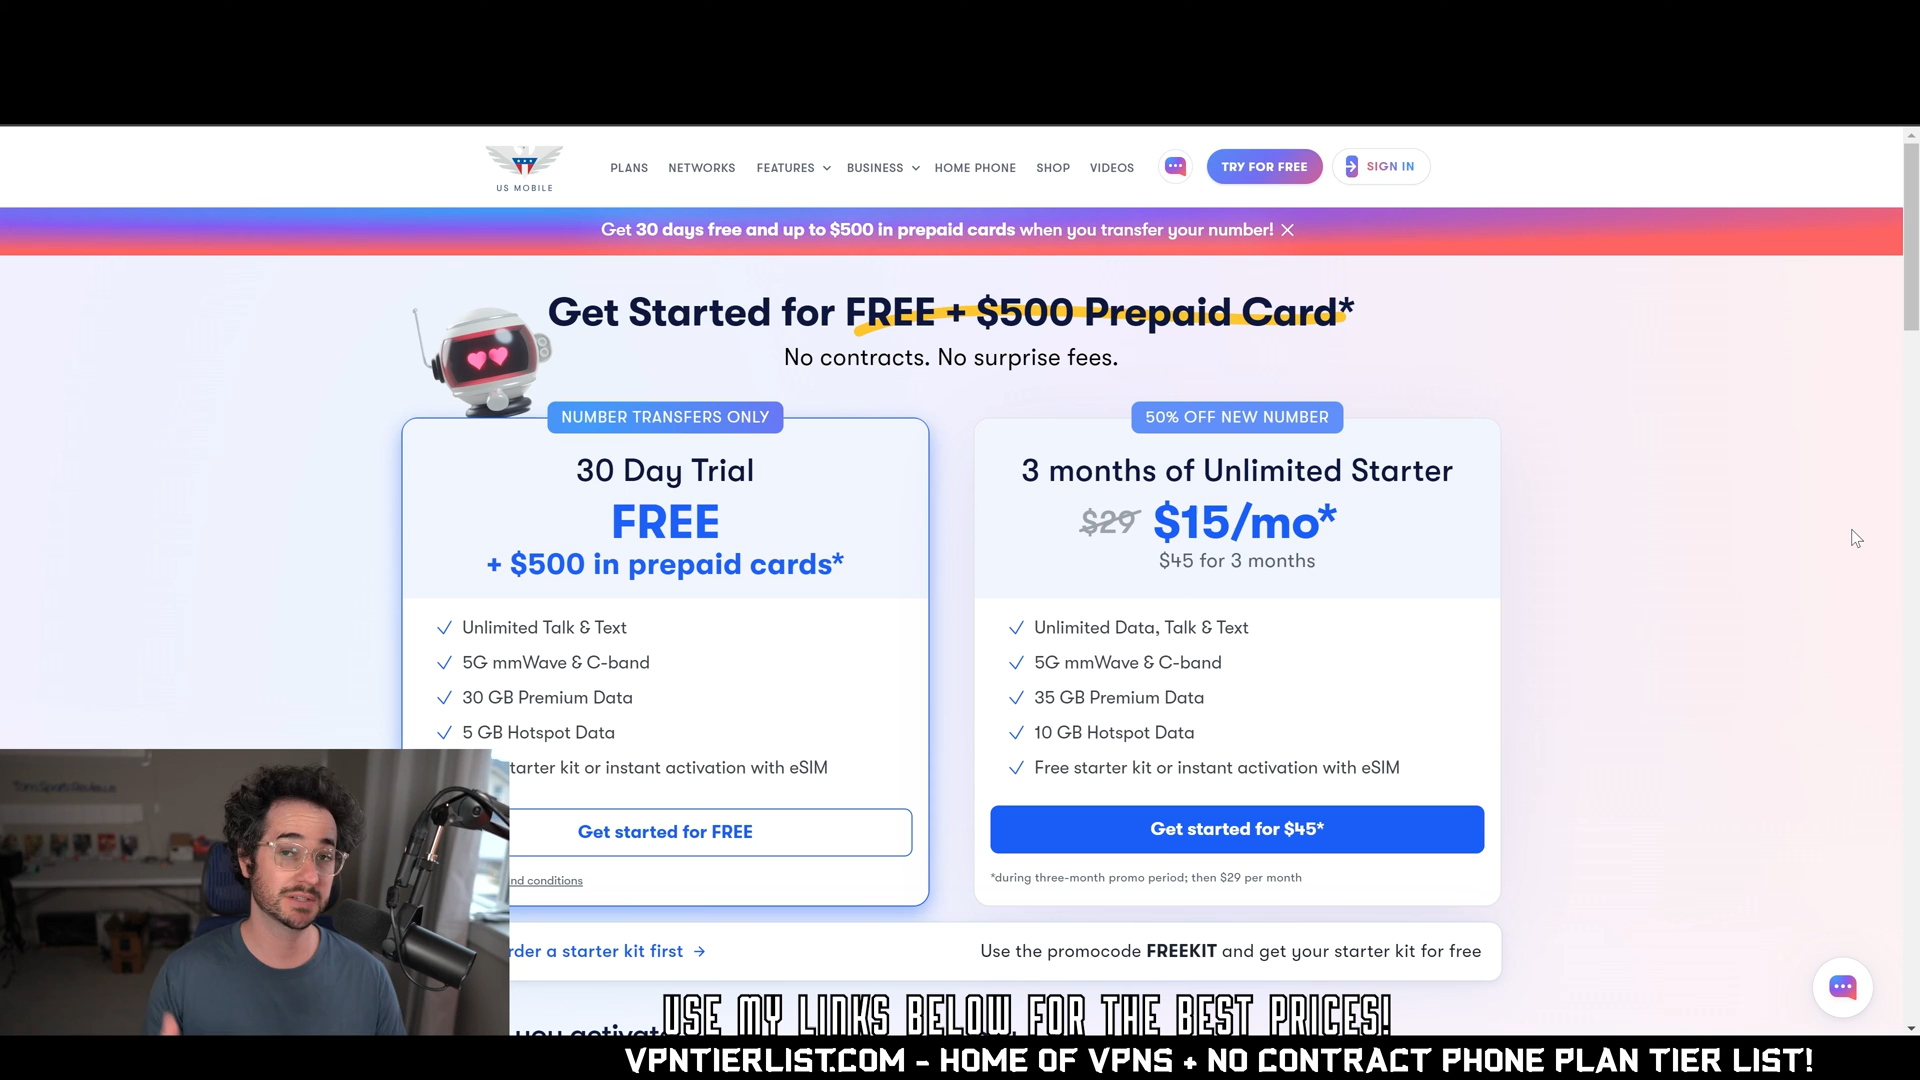 US MOBILE
PLANS
NETWORKS
FEATURES
BUSINESS
HOME PHONE
SHOP
VIDEOS
TRY FOR FREE
SIGN IN
Get 30 days free and up to $500 in prepaid cards when you transfer your number!
Get Started for FREE + $500 Prepaid Card*
No contracts. No surprise fees.
NUMBER TRANSFERS ONLY
30 Day Trial
FREE
+ $500 in prepaid cards*
Unlimited Talk & Text
5G mmWave & C-band
30 GB Premium Data
5 GB Hotspot Data
starter kit or instant activation with eSIM
Get started for FREE
nd conditions
50% OFF NEW NUMBER
3 months of Unlimited Starter
$29 $15/mo*
$45 for 3 months
Unlimited Data, Talk & Text
5G mmWave & C-band
35 GB Premium Data
10 GB Hotspot Data
Free starter kit or instant activation with eSIM
Get started for $45*
*during three-month promo period; then $29 per month
rder a starter kit first →
Use the promocode FREEKIT and get your starter kit for free
you activat
USE MY LINKS BELOW FOR THE BEST PRICES!
VPNTIERLIST.COM - HOME OF VPNS + NO CONTRACT PHONE PLAN TIER LIST!